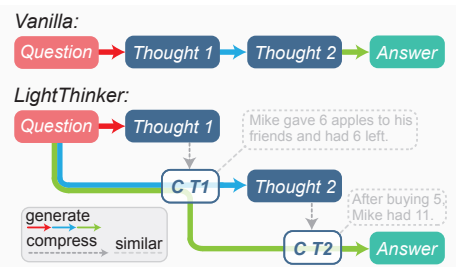 Vanilla:
Question Thought 1 Thought 2 Answer
LightThinker:
Question Thought 1
Mike gave 6 apples to his
friends and had 6 left.
C T1 Thought 2
After buying 5,
Mike had 11.
C T2 Answer
generate
compress similar